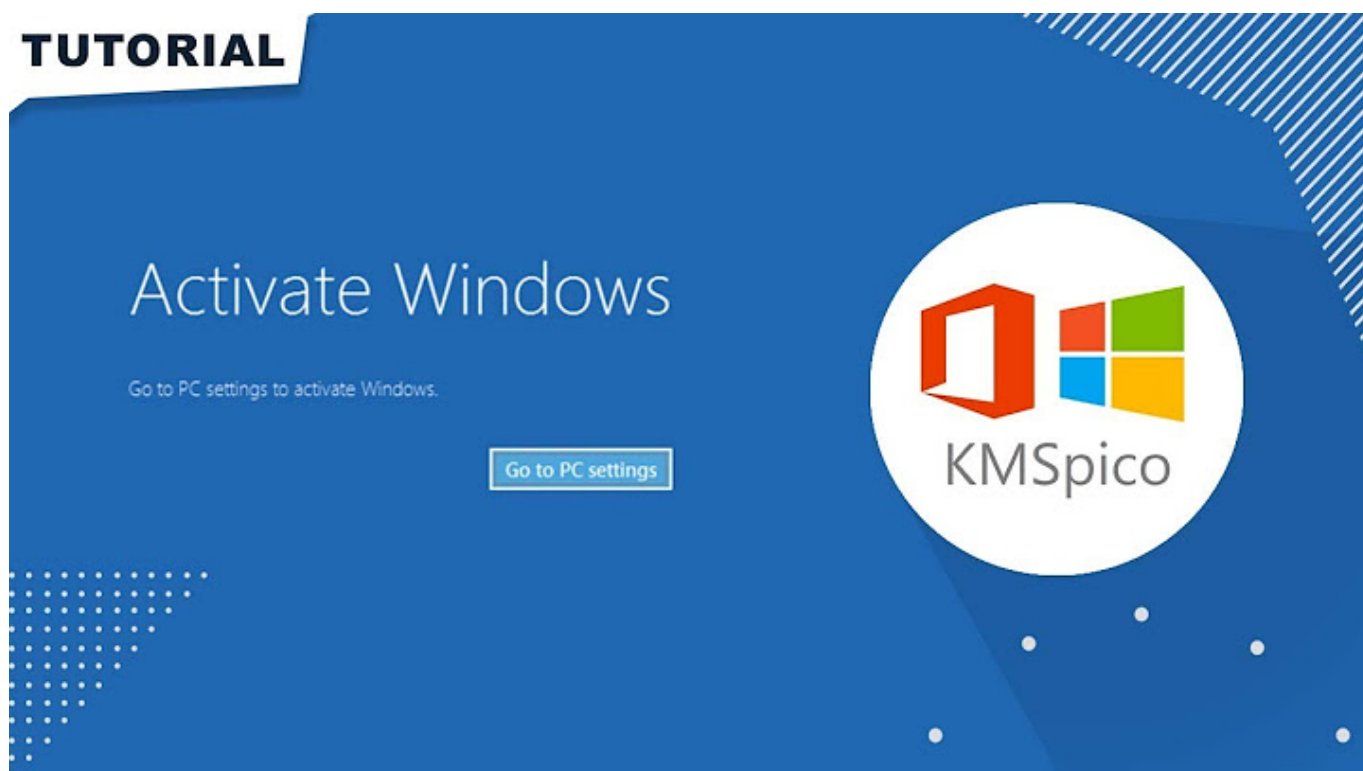 TUTORIAL
Activate Windows
Go to PC settings to activate Windows.
Go to PC settings
KMSpico